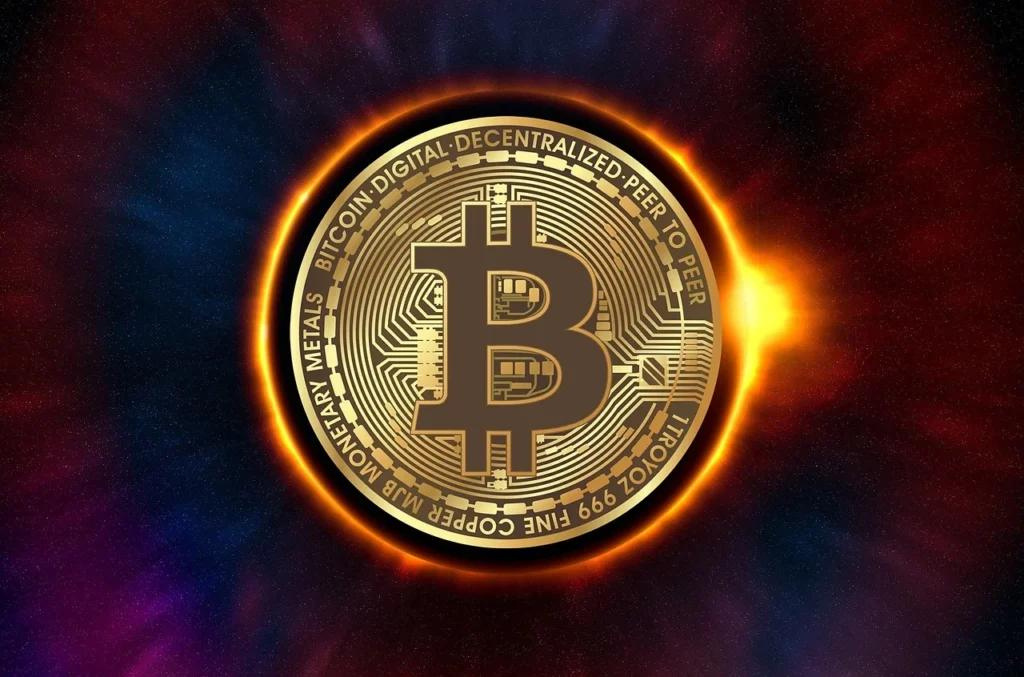 BITCOIN·DIGITAL·DECENTRALIZED·PEER TO PEER
1 TROY OZ 999 FINE COPPER MJB MONETARY METALS